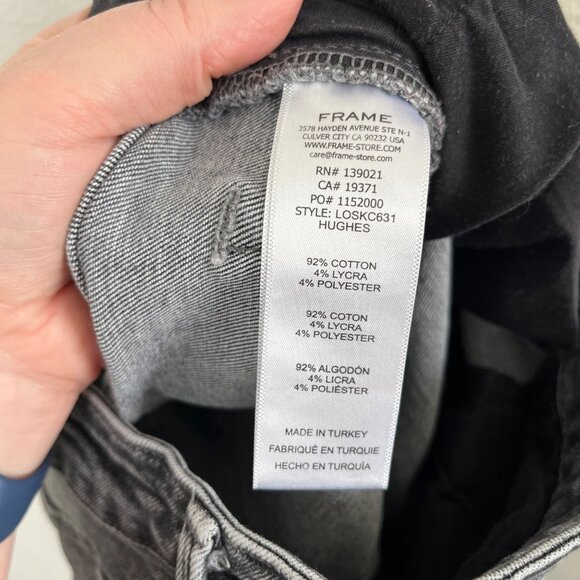 FRAME
3578 HAYDEN AVENUE STE N-1
CULVER CITY CA 90232 USA
WWW.FRAME-STORE.COM
care@frame-store.com
RN# 139021
CA# 19371
PO# 1152000
STYLE: LOSKC631
HUGHES
92% COTTON
4% LYCRA
4% POLYESTER
92% COTON
4% LYCRA
4% POLYESTER
92% ALGODÓN
4% LICRA
4% POLIÉSTER
MADE IN TURKEY
FABRIQUÉ EN TURQUIE
HECHO EN TURQUÍA